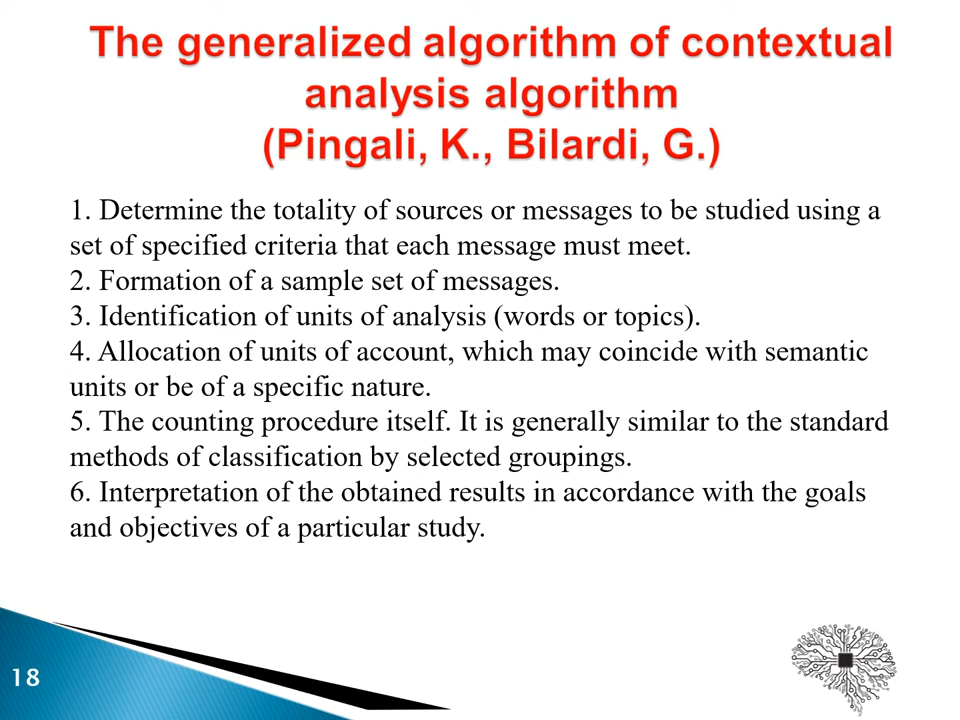 The generalized algorithm of contextual
analysis algorithm
(Pingali, K., Bilardi, G.)
1. Determine the totality of sources or messages to be studied using a
set of specified criteria that each message must meet.
2. Formation of a sample set of messages.
3. Identification of units of analysis (words or topics).
4. Allocation of units of account, which may coincide with semantic
units or be of a specific nature.
5. The counting procedure itself. It is generally similar to the standard
methods of classification by selected groupings.
6. Interpretation of the obtained results in accordance with the goals
and objectives of a particular study.
18